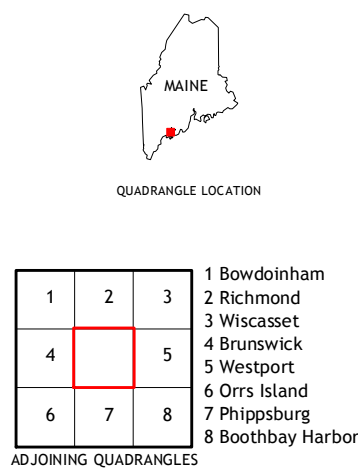 MAINE
QUADRANGLE LOCATION
1 2 3
4 5
6 7 8
1 Bowdoinham
2 Richmond
3 Wiscasset
4 Brunswick
5 Westport
6 Orrs Island
7 Phippsburg
8 Boothbay Harbor
ADJOINING QUADRANGLES